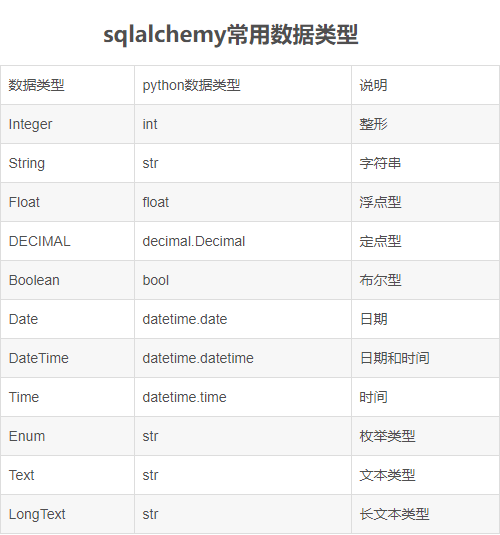 sqlalchemy常用数据类型
数据类型 python数据类型 说明
Integer int 整形
String str 字符串
Float float 浮点型
DECIMAL decimal.Decimal 定点型
Boolean bool 布尔型
Date datetime.date 日期
DateTime datetime.datetime 日期和时间
Time datetime.time 时间
Enum str 枚举类型
Text str 文本类型
LongText str 长文本类型